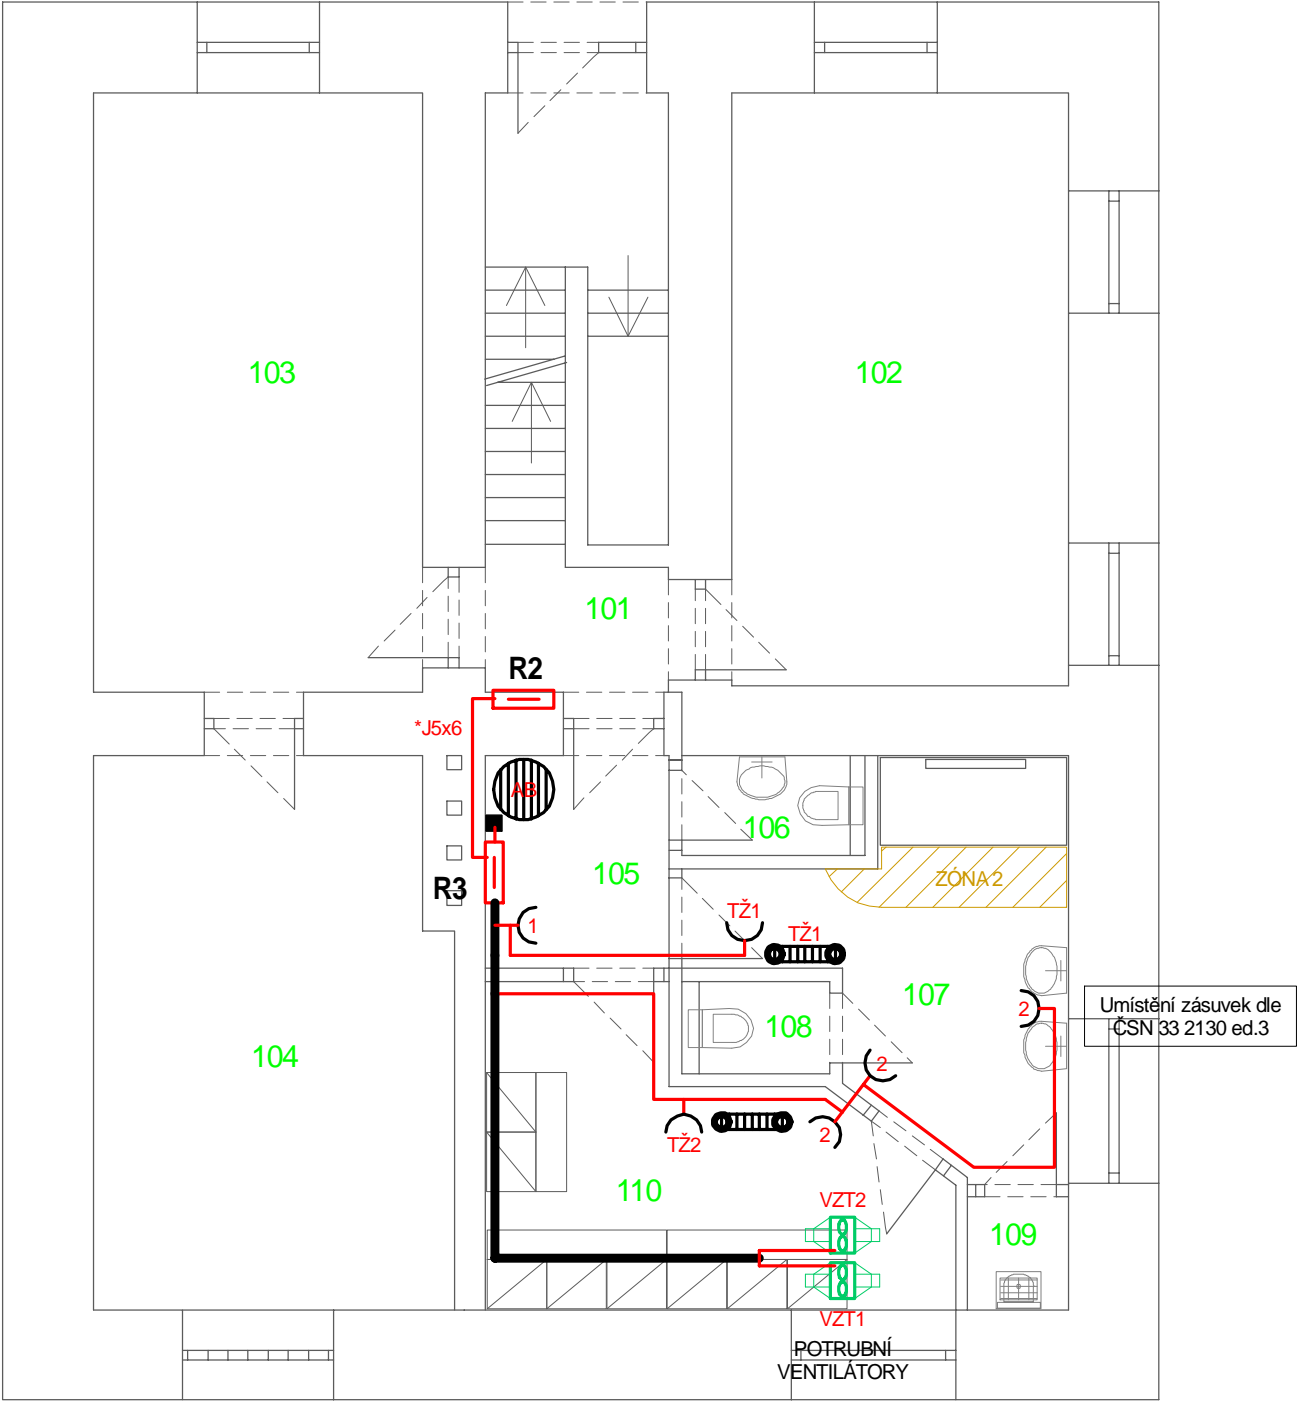 103
102
101
R2
*J5x6
AB
106
105
R3
ZÓNA 2
1
TŽ1
TŽ1
107
2
Umístění zásuvek dle
ČSN 33 2130 ed.3
108
104
2
2
TŽ2
110
VZT2
109
VZT1
POTRUBNÍ
VENTILÁTORY